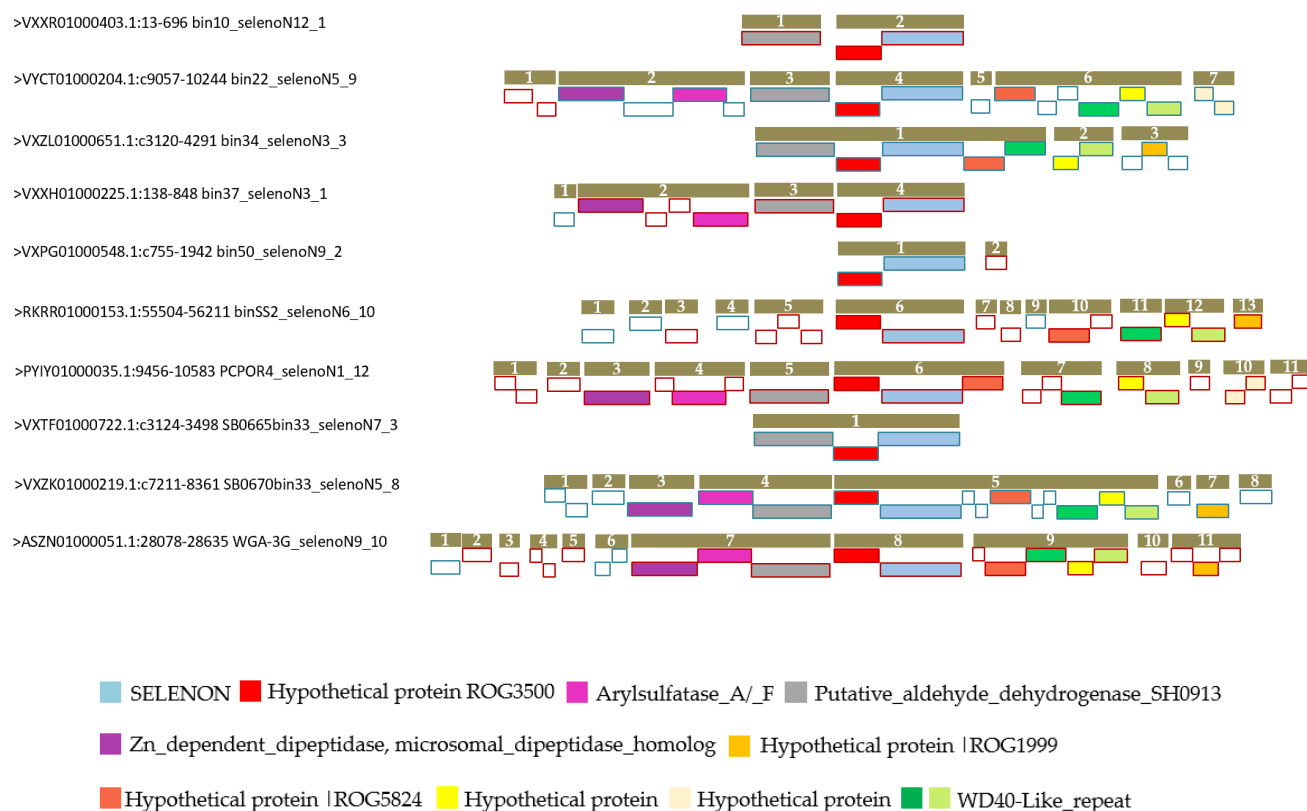 1 2
>VXXR01000403.1:13-696 bin10_selenoN12_1
1 2 3 4 5 6 7
>VYCT01000204.1:c9057-10244 bin22_selenoN5_9
1 2 3
>VXZL01000651.1:c3120-4291 bin34_selenoN3_3
1 2 3 4
>VXXH01000225.1:138-848 bin37_selenoN3_1
1 2
>VXPG01000548.1:c755-1942 bin50_selenoN9_2
1 2 3 4 5 6 7 8 9 10 11 12 13
>RKRR01000153.1:55504-56211 binSS2_selenoN6_10
1 2 3 4 5 6 7 8 9 10 11
>PYIY01000035.1:9456-10583 PCPOR4_selenoN1_12
1
>VXTF01000722.1:c3124-3498 SB0665bin33_selenoN7_3
1 2 3 4 5 6 7 8
>VXZK01000219.1:c7211-8361 SB0670bin33_selenoN5_8
1 2 3 4 5 6 7 8 9 10 11
>ASZN01000051.1:28078-28635 WGA-3G_selenoN9_10
SELENON Hypothetical protein ROG3500 Arylsulfatase_A/_F Putative_aldehyde_dehydrogenase_SH0913
Zn_dependent_dipeptidase, microsomal_dipeptidase_homolog Hypothetical protein |ROG1999
Hypothetical protein |ROG5824 Hypothetical protein Hypothetical protein WD40-Like_repeat